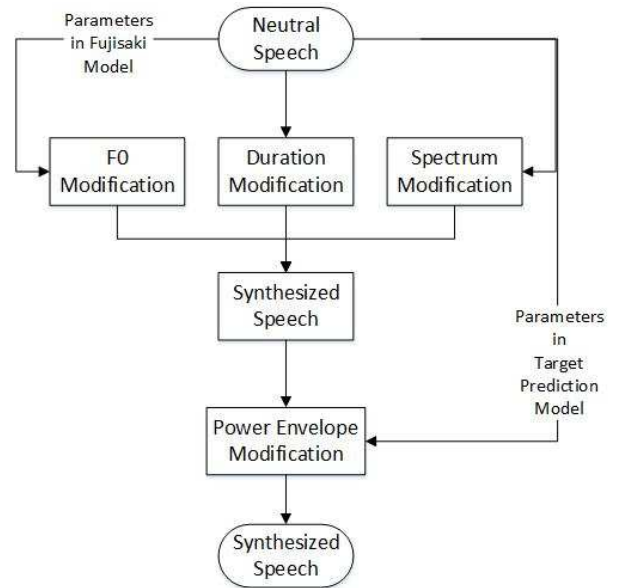 Parameters
in Fujisaki
Model
Neutral
Speech
F0
Modification
Duration
Modification
Spectrum
Modification
Synthesized
Speech
Parameters
in
Target
Prediction
Model
Power Envelope
Modification
Synthesized
Speech